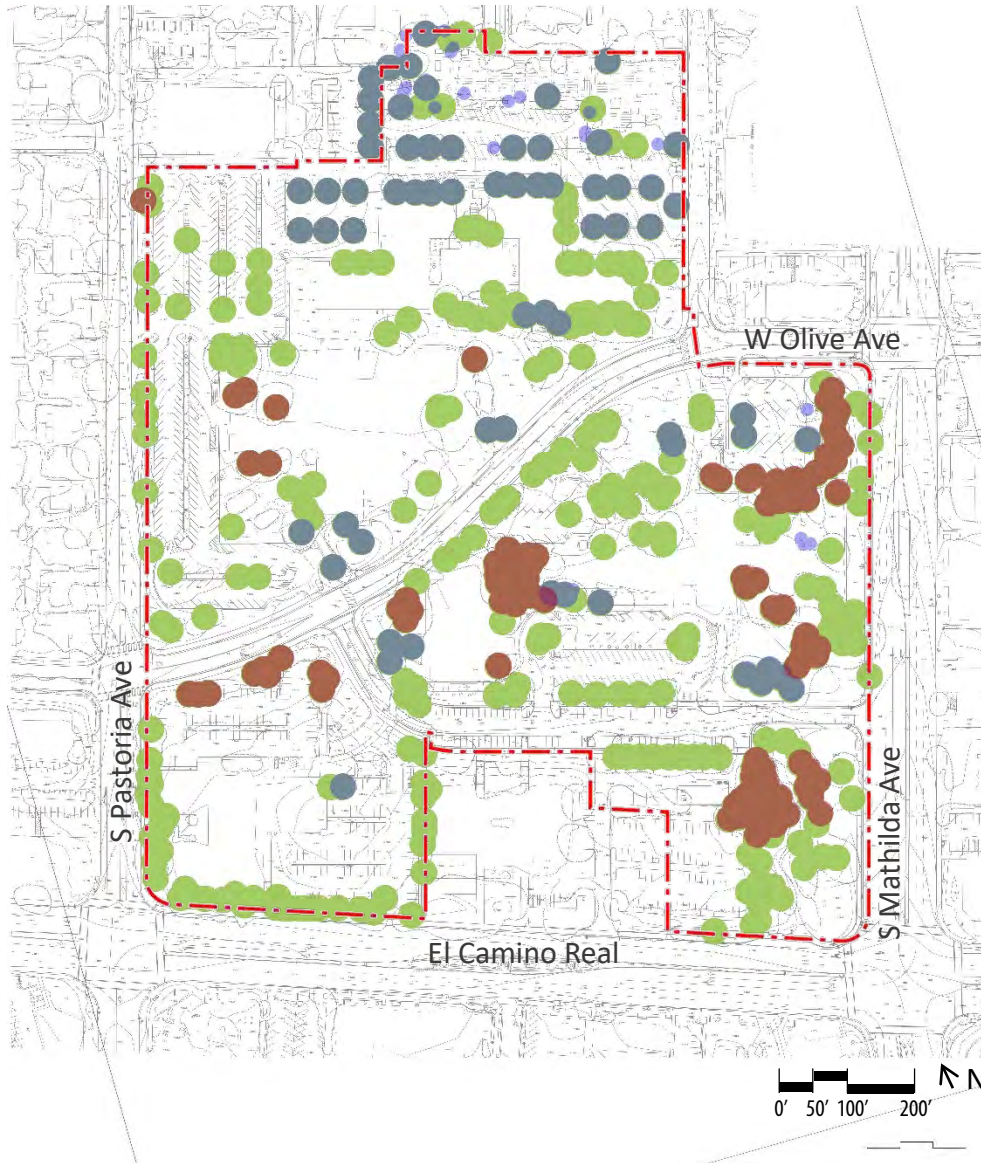 W Olive Ave
S Pastoria Ave
S Mathilda Ave
El Camino Real
N
0' 50' 100' 200'